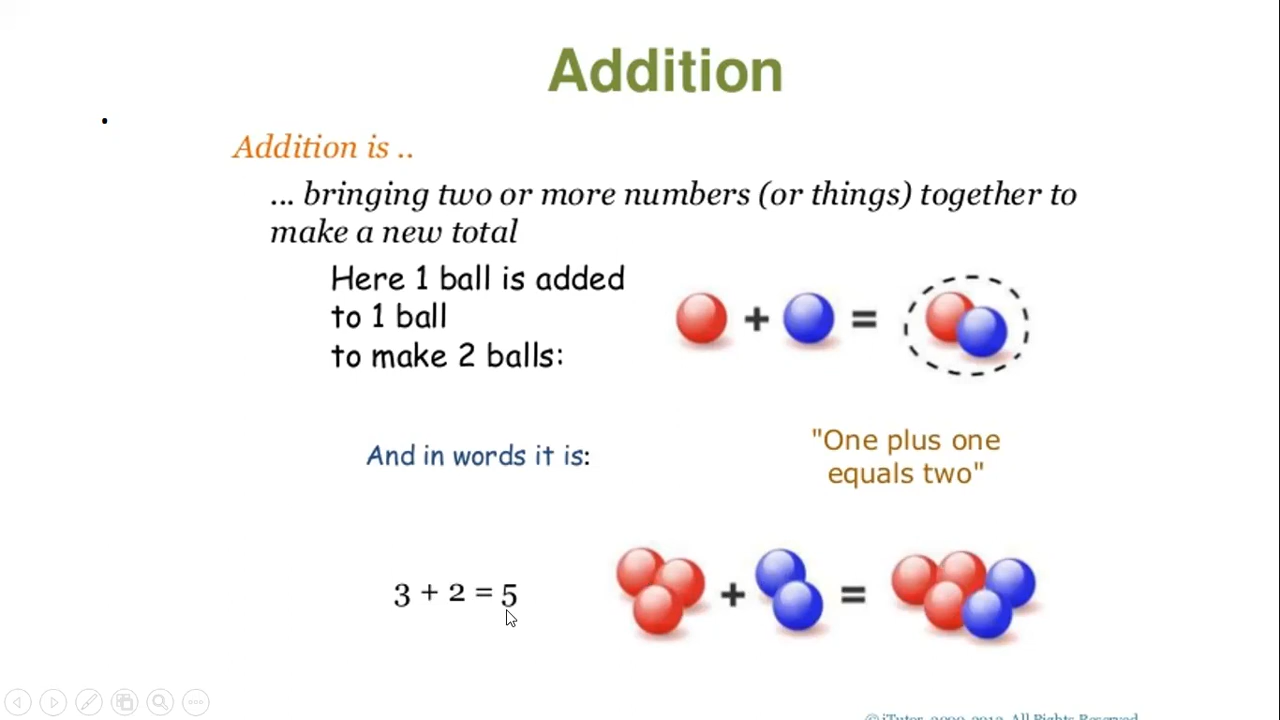 Addition
Addition is ..
... bringing two or more numbers (or things) together to
make a new total
Here 1 ball is added
to 1 ball
to make 2 balls:
+ =
And in words it is:
"One plus one
equals two"
3 + 2 = 5
+ =
© iTutor. 2000-2013. All Rights Reserved